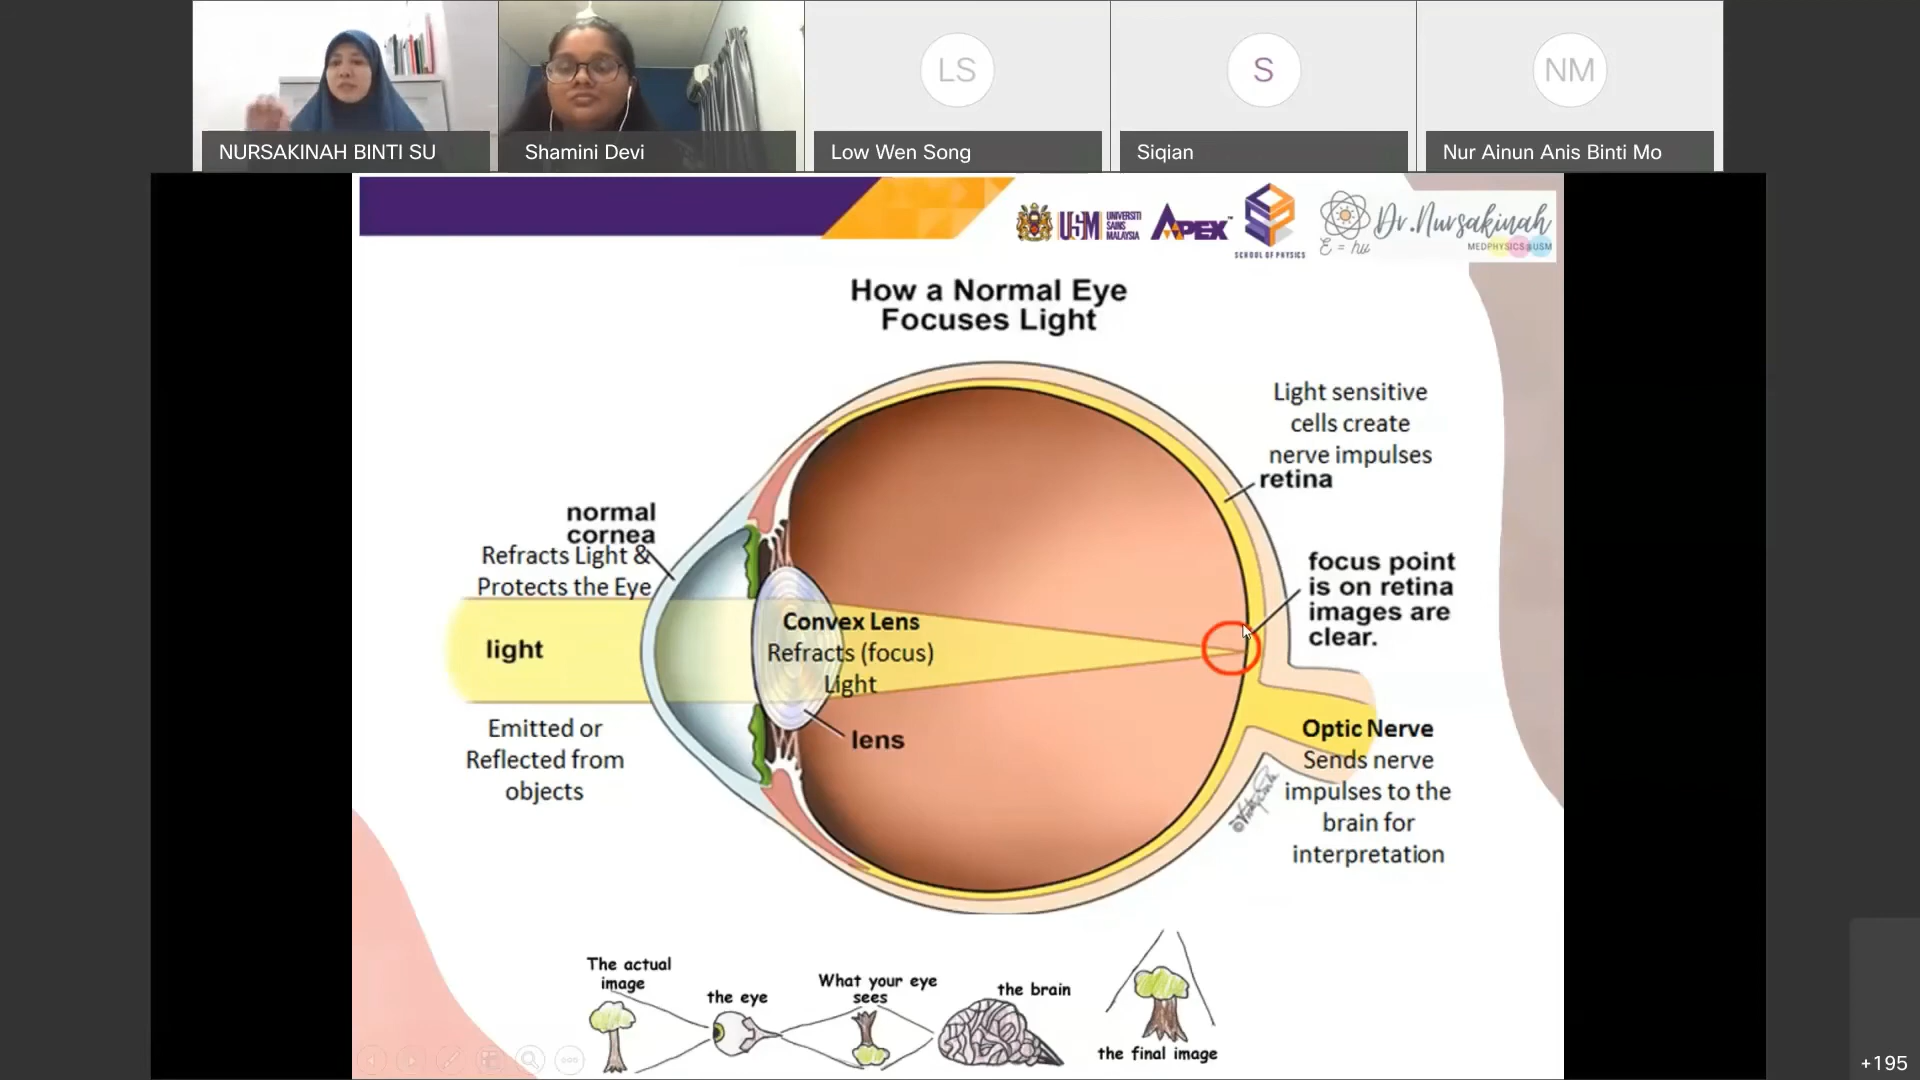 LS
S
NM
NURSAKINAH BINTI SU
Shamini Devi
Low Wen Song
Siqian
Nur Ainun Anis Binti Mo
USM
UNIVERSITI
SAINS
MALAYSIA
APEX™
SCHOOL OF PHYSICS
Dr.Nursakinah
E = hυ
MEDPHYSICS@USM
How a Normal Eye
Focuses Light
Light sensitive
cells create
nerve impulses
retina
normal
cornea
Refracts Light &
Protects the Eye
focus point
is on retina
images are
clear.
Convex Lens
Refracts (focus)
Light
light
lens
Emitted or
Reflected from
objects
Optic Nerve
Sends nerve
impulses to the
brain for
interpretation
The actual
image
the eye
What your eye
sees
the brain
the final image
+195